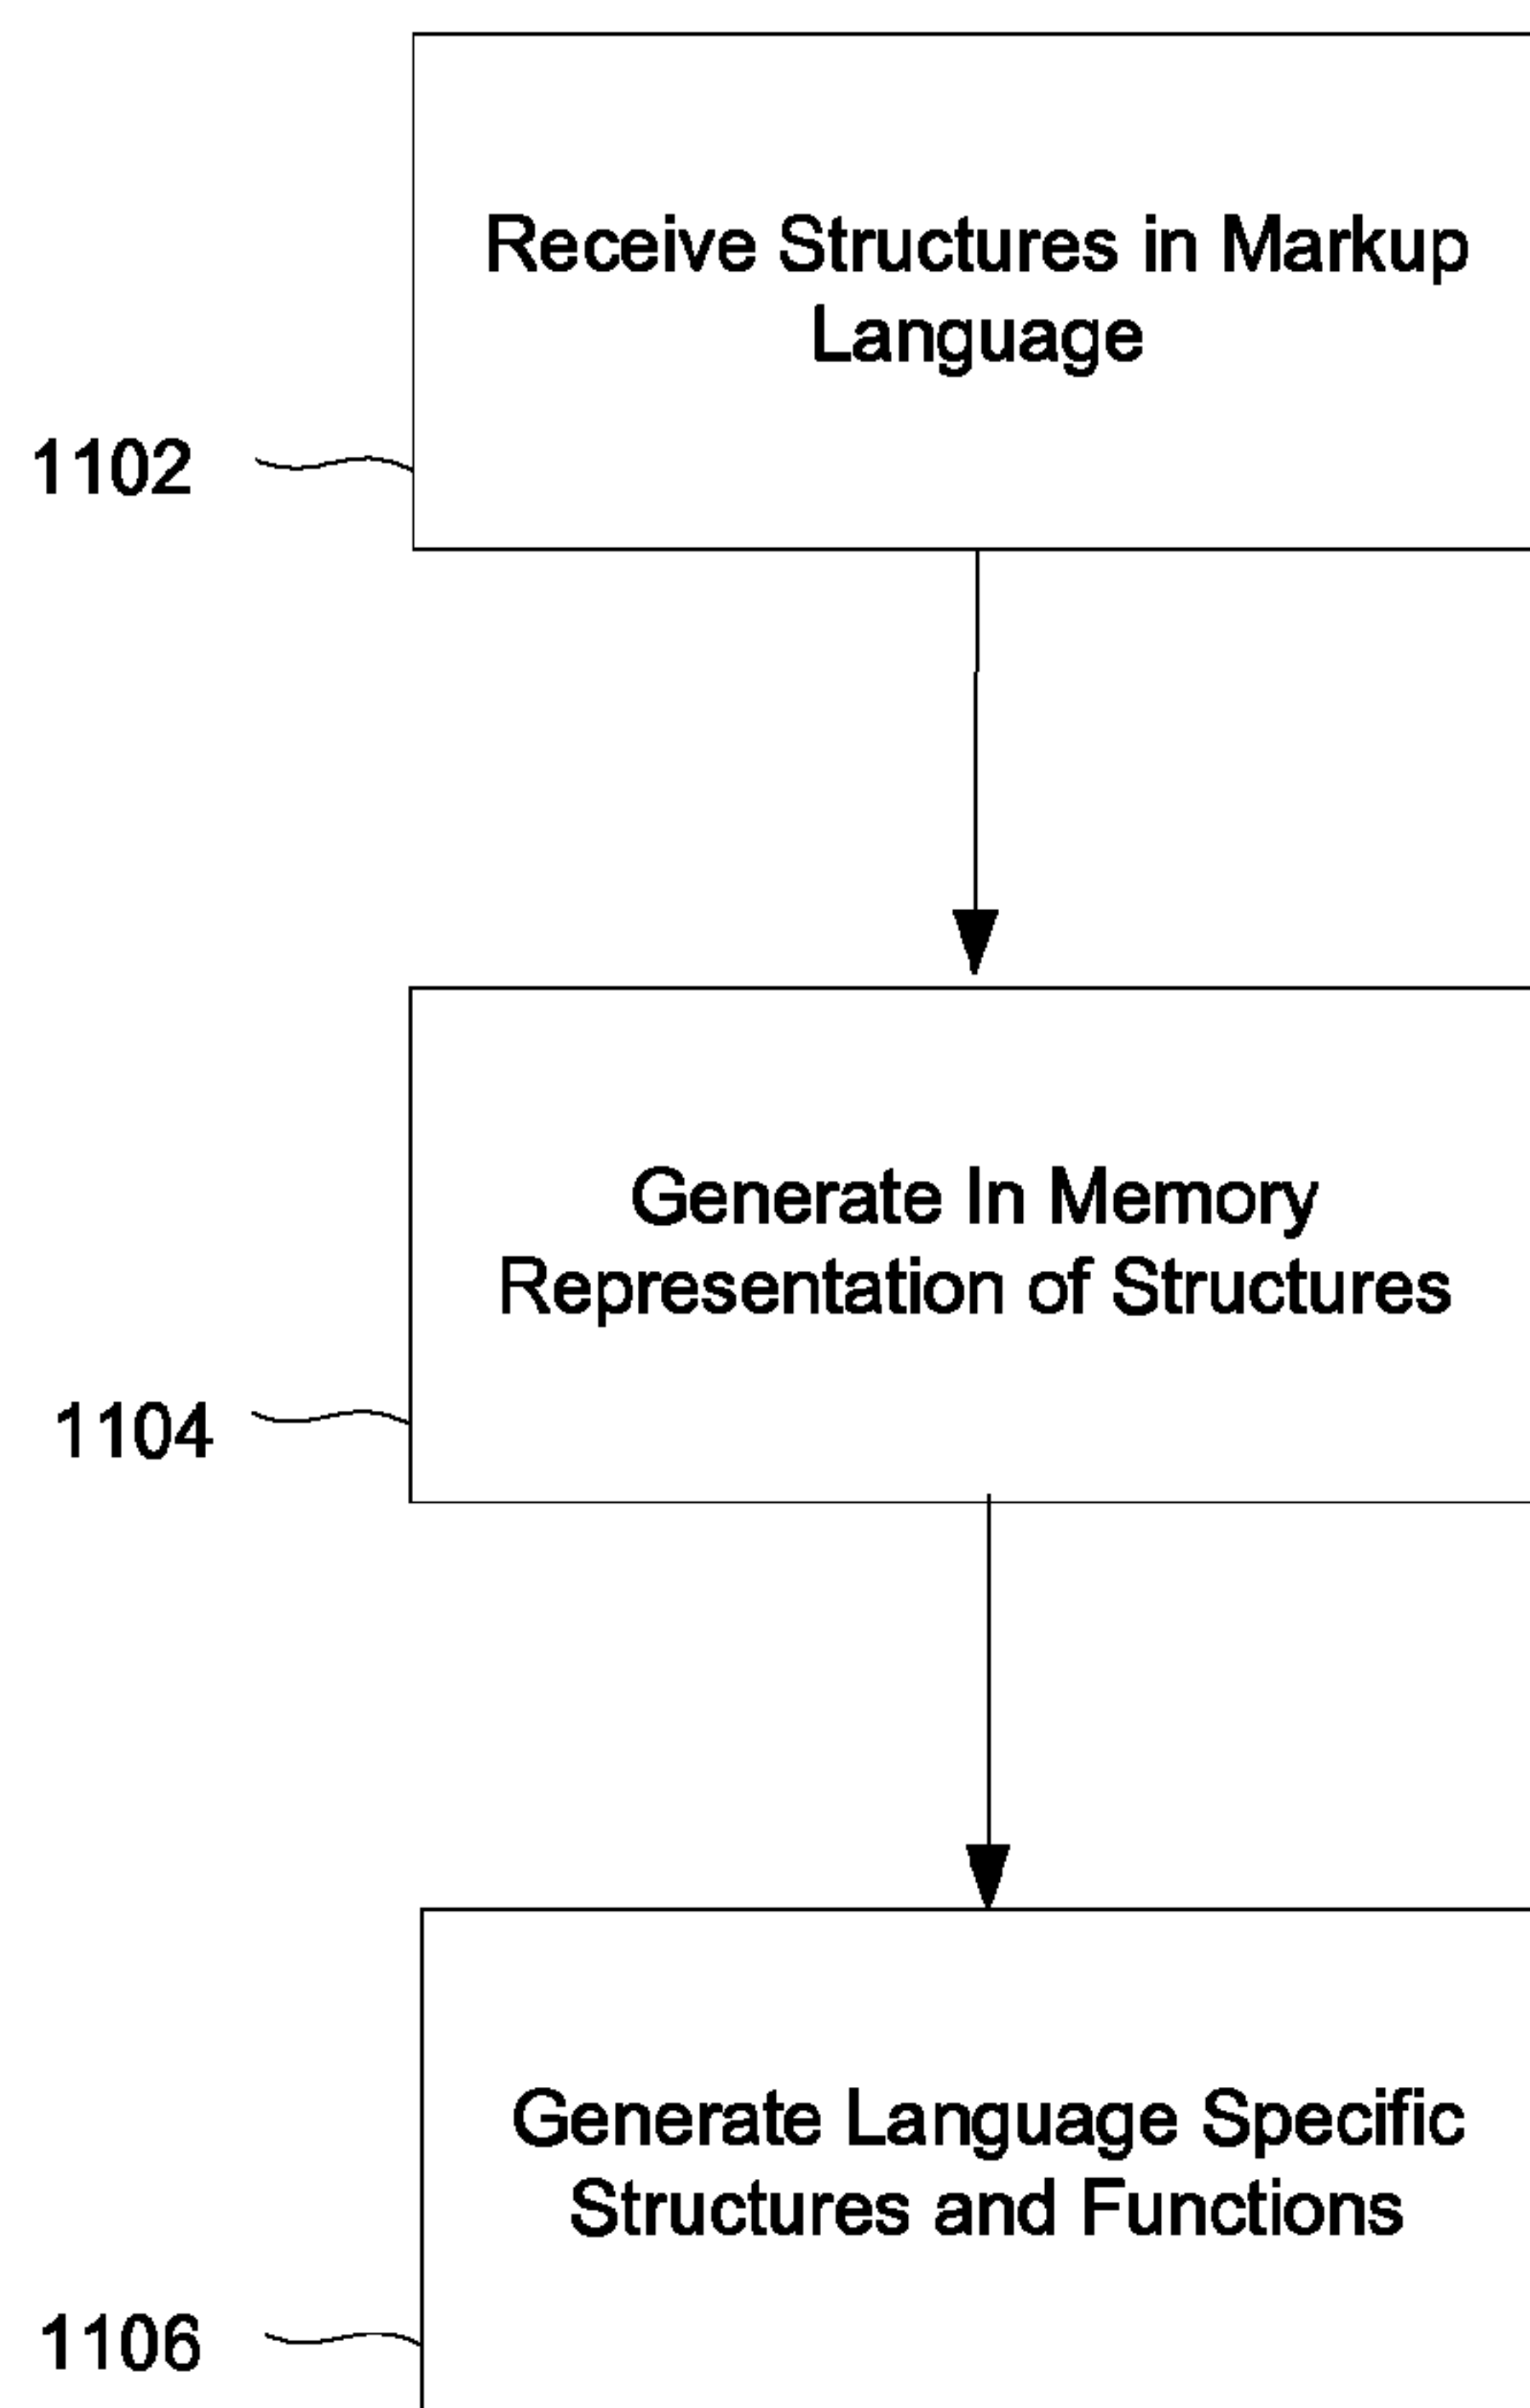 Receive Structures in Markup
Language
1102
Generate In Memory
Representation of Structures
1104
Generate Language Specific
Structures and Functions
1106